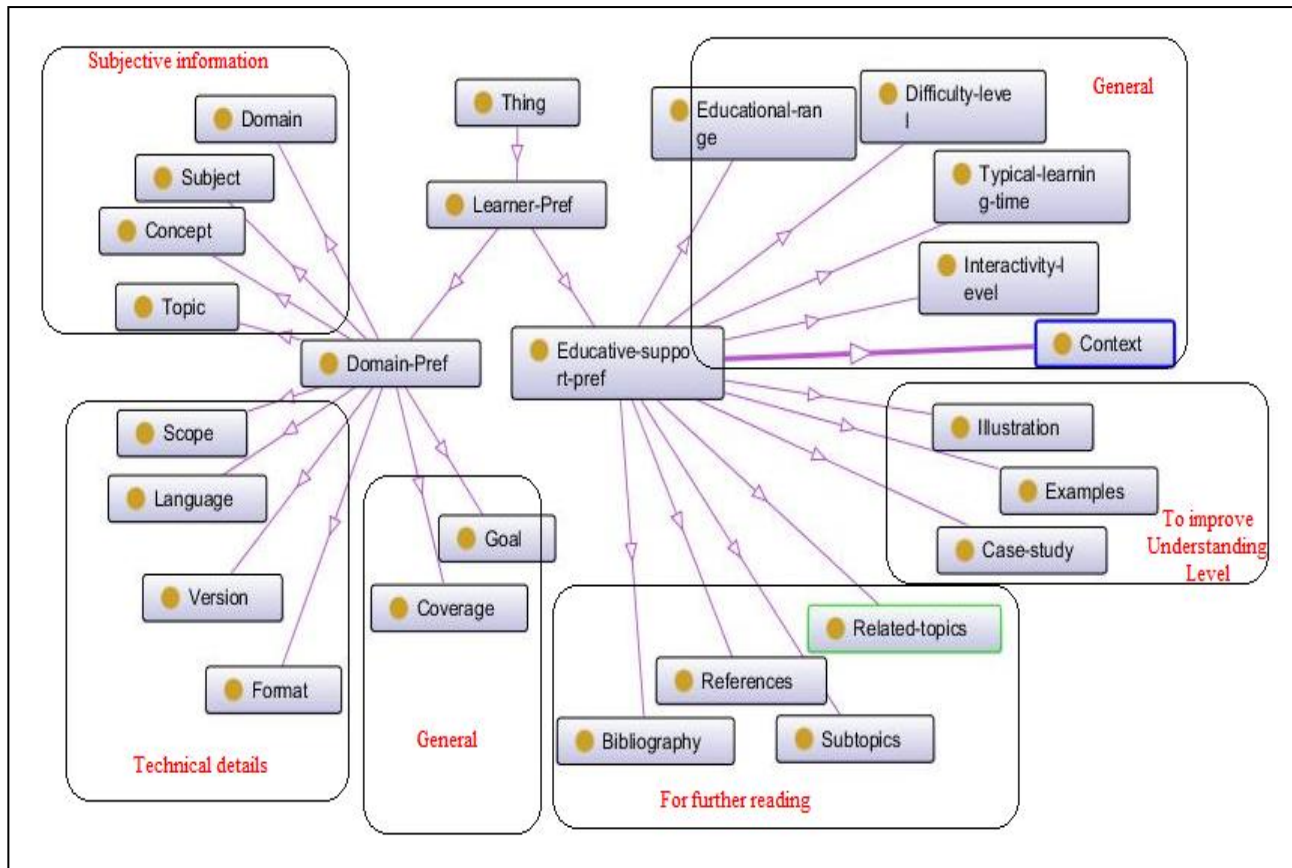 Subjective information
Domain
Subject
Concept
Topic
Thing
Learner-Pref
Domain-Pref
Educative-suppo
rt-pref
General
Educational-ran
ge
Difficulty-leve
l
Typical-learnin
g-time
Interactivity-l
evel
Context
Illustration
Examples
Case-study
To improve
Understanding
Level
Scope
Language
Version
Format
Technical details
Goal
Coverage
General
Related-topics
References
Bibliography
Subtopics
For further reading